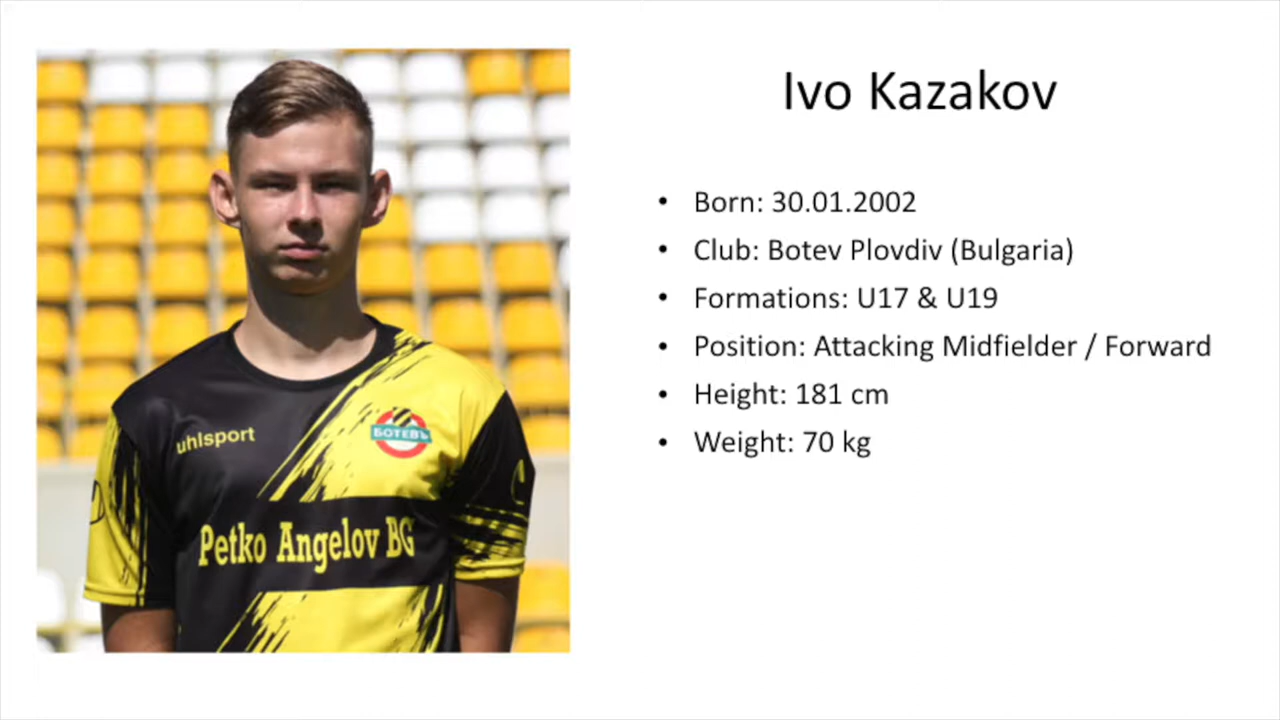 Ivo Kazakov
• Born: 30.01.2002
• Club: Botev Plovdiv (Bulgaria)
• Formations: U17 & U19
• Position: Attacking Midfielder / Forward
• Height: 181 cm
• Weight: 70 kg
uhlsport
БОТЕВЪ
Petko Angelov BG